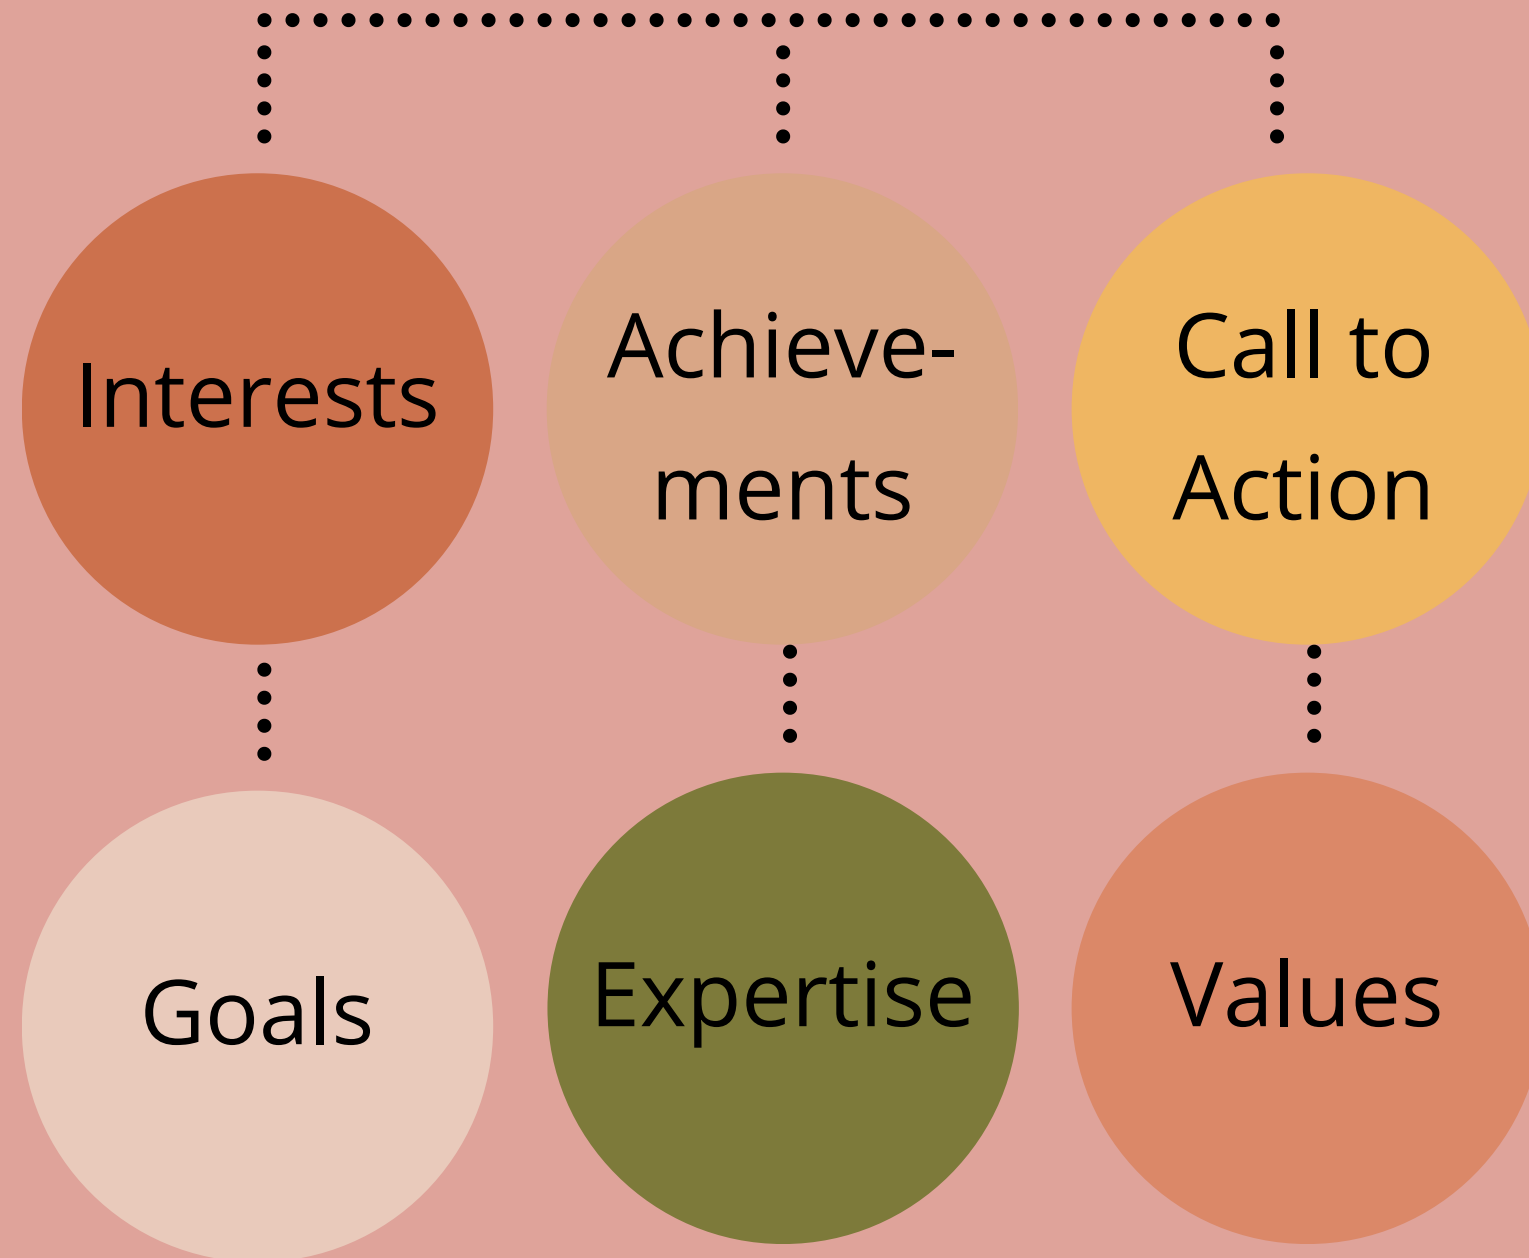 Interests
Achieve-
ments
Call to
Action
Goals
Expertise
Values